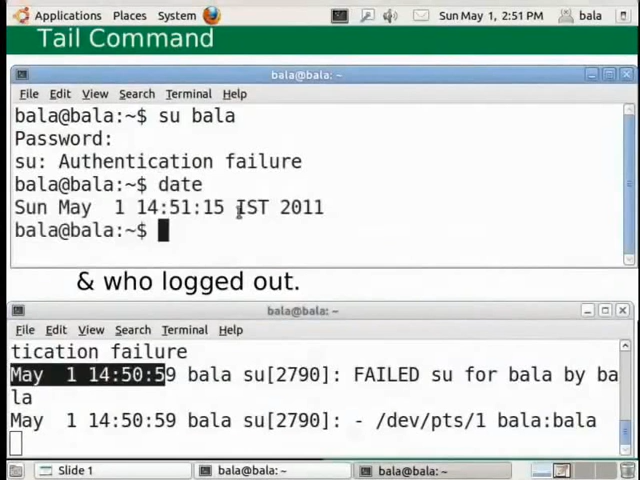 Applications Places System Sun May 1, 2:51 PM bala
Tail Command
bala@bala: ~
File Edit View Search Terminal Help
bala@bala:~$ su bala
Password:
su: Authentication failure
bala@bala:~$ date
Sun May  1 14:51:15 IST 2011
bala@bala:~$
& who logged out.
bala@bala: ~
File Edit View Search Terminal Help
tication failure
May  1 14:50:59 bala su[2790]: FAILED su for bala by ba
la
May  1 14:50:59 bala su[2790]: - /dev/pts/1 bala:bala
Slide 1 bala@bala: ~ bala@bala: ~